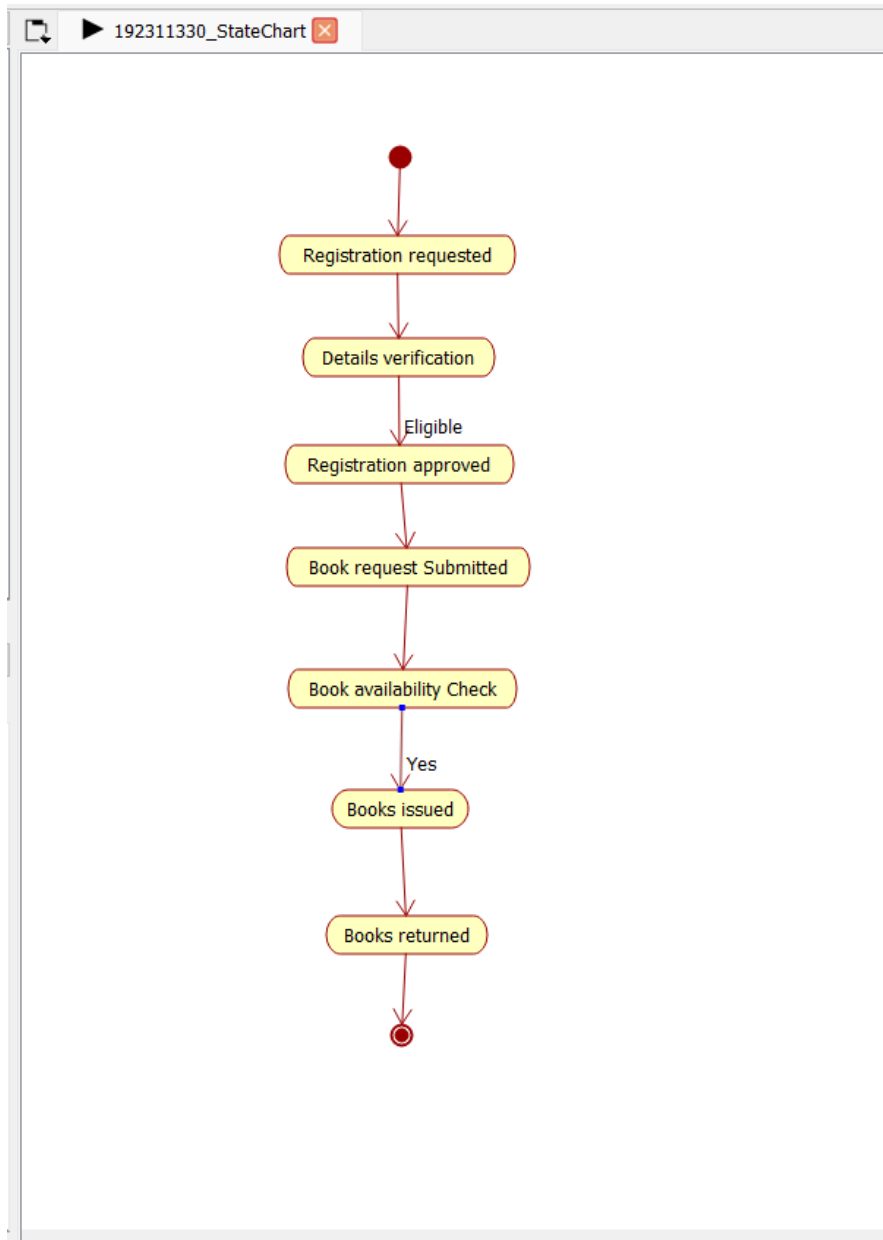 192311330_StateChart
Registration requested
Details verification
Eligible
Registration approved
Book request Submitted
Book availability Check
Yes
Books issued
Books returned